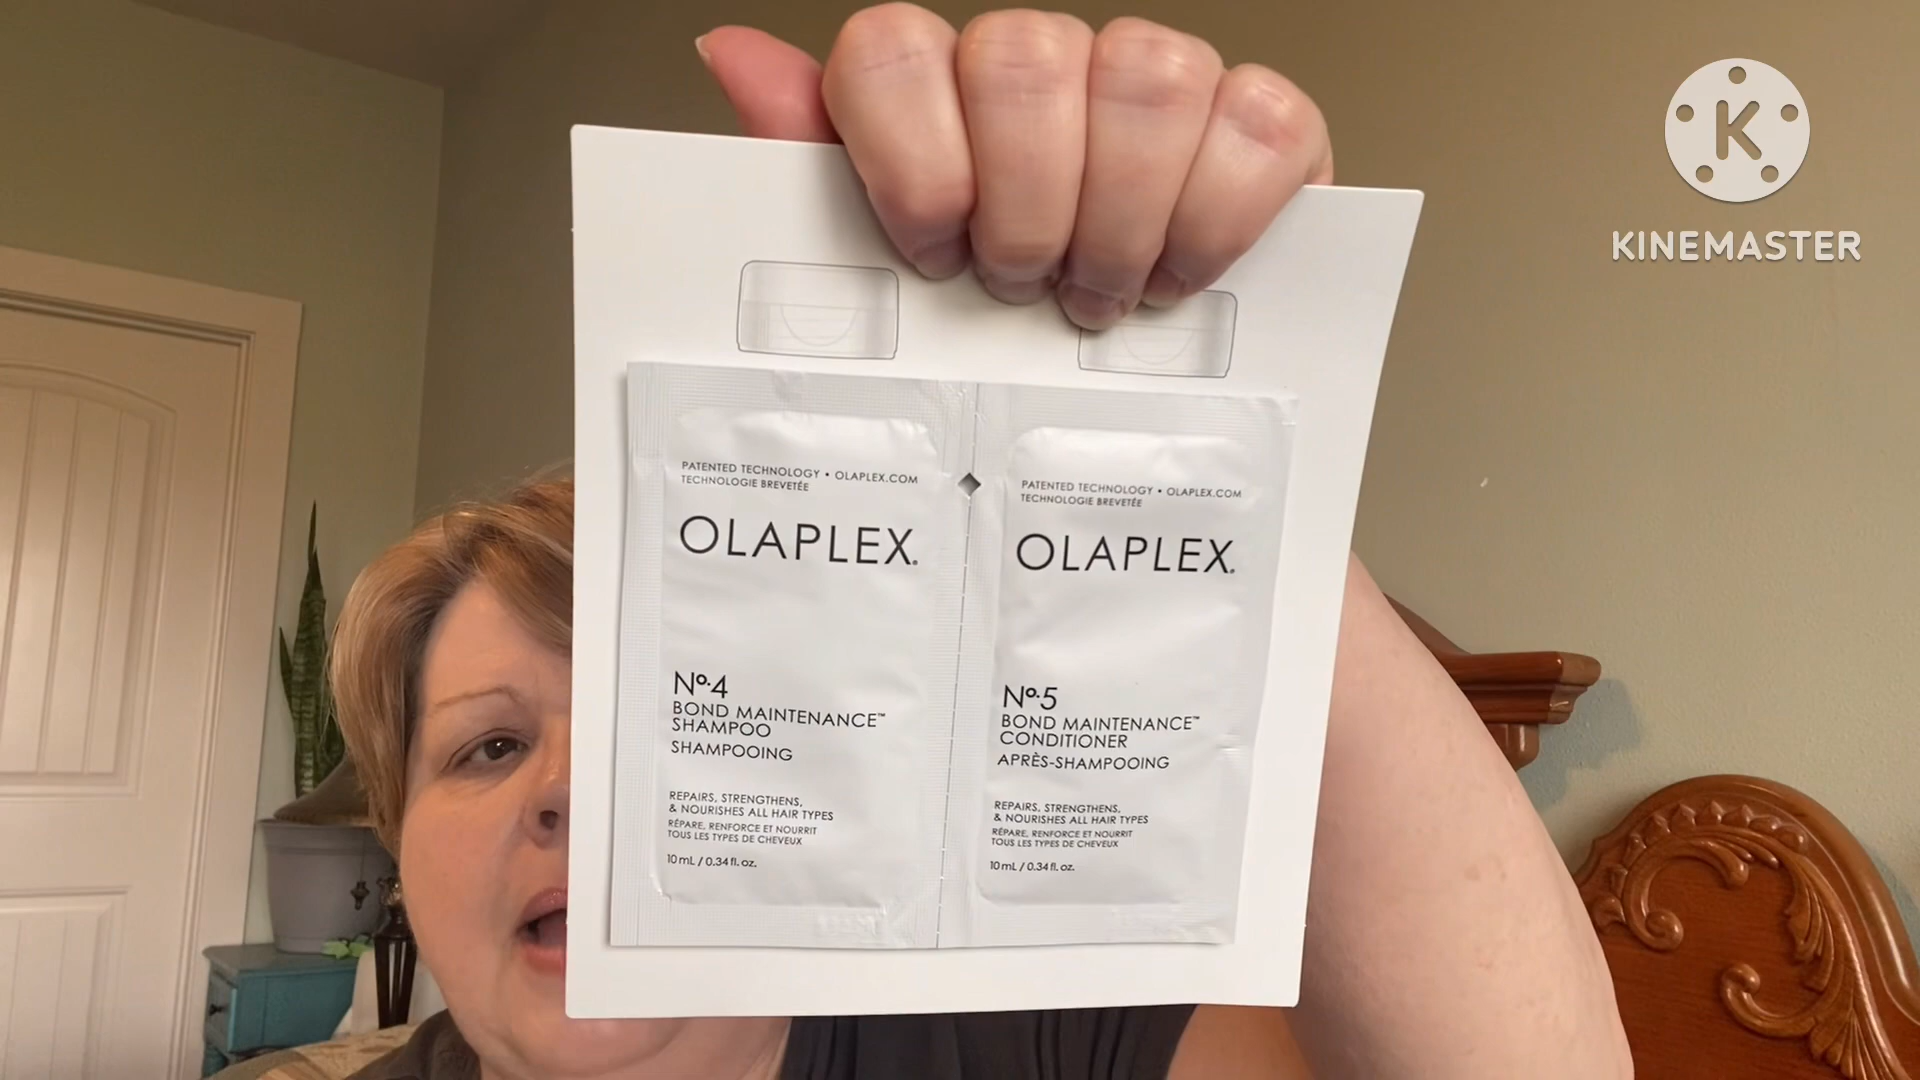 PATENTED TECHNOLOGY • OLAPLEX.COM
TECHNOLOGIE BREVETÉE
OLAPLEX.
Nº.4
BOND MAINTENANCE™
SHAMPOO
SHAMPOOING
REPAIRS, STRENGTHENS,
& NOURISHES ALL HAIR TYPES
RÉPARE, RENFORCE ET NOURRIT
TOUS LES TYPES DE CHEVEUX
10 mL / 0.34 fl. oz.
PATENTED TECHNOLOGY • OLAPLEX.COM
TECHNOLOGIE BREVETÉE
OLAPLEX.
Nº.5
BOND MAINTENANCE™
CONDITIONER
APRÈS-SHAMPOOING
REPAIRS, STRENGTHENS,
& NOURISHES ALL HAIR TYPES
RÉPARE, RENFORCE ET NOURRIT
TOUS LES TYPES DE CHEVEUX
10 mL / 0.34 fl. oz.
K
KINEMASTER